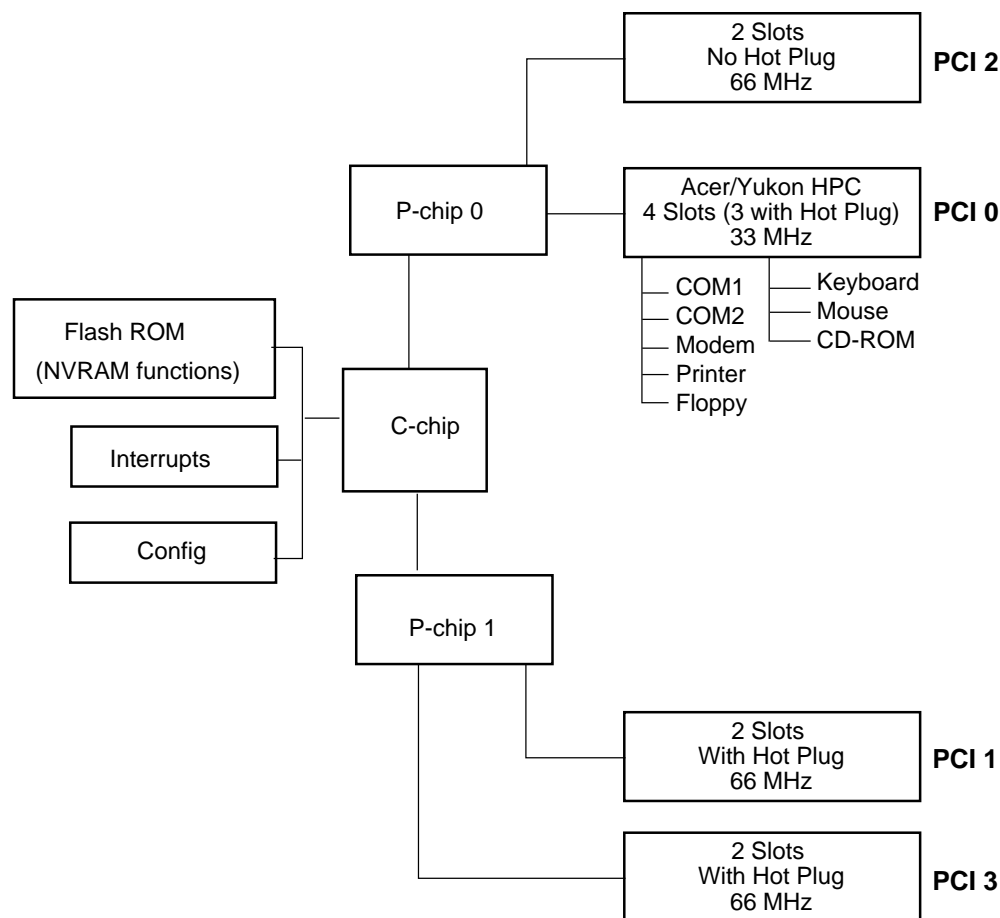 2 Slots
No Hot Plug
66 MHz
PCI 2
P-chip 0
Acer/Yukon HPC
4 Slots (3 with Hot Plug)
33 MHz
PCI 0
COM1
COM2
Modem
Printer
Floppy
Keyboard
Mouse
CD-ROM
Flash ROM
(NVRAM functions)
Interrupts
Config
C-chip
P-chip 1
2 Slots
With Hot Plug
66 MHz
PCI 1
2 Slots
With Hot Plug
66 MHz
PCI 3